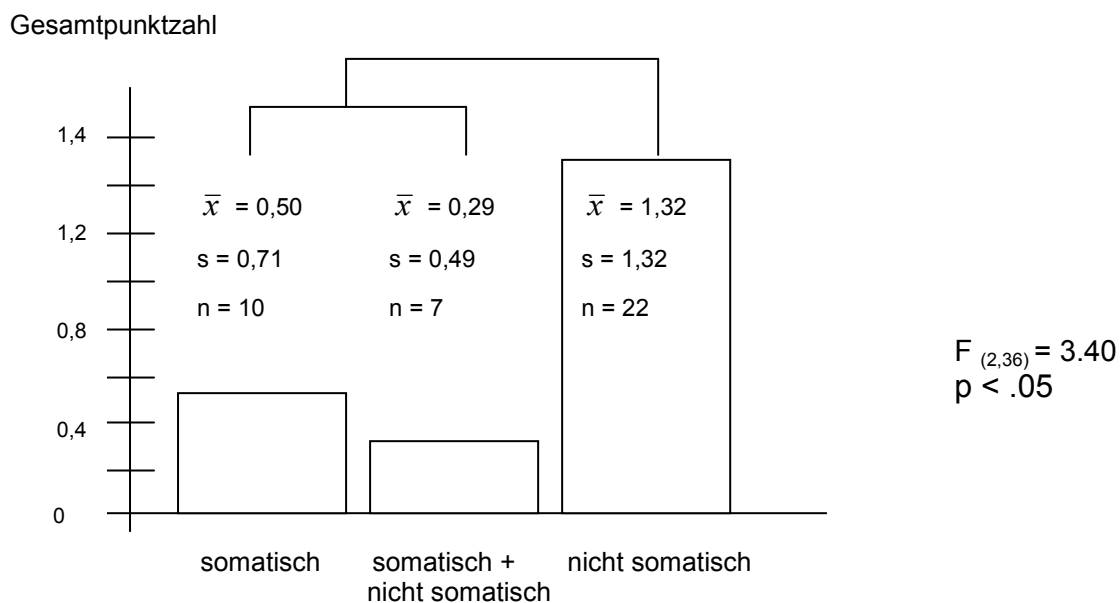 Gesamtpunktzahl
1,4
1,2
0,8
0,4
0
x̅ = 0,50
s = 0,71
n = 10
x̅ = 0,29
s = 0,49
n = 7
x̅ = 1,32
s = 1,32
n = 22
F (2,36) = 3.40
p < .05
somatisch
somatisch +
nicht somatisch
nicht somatisch